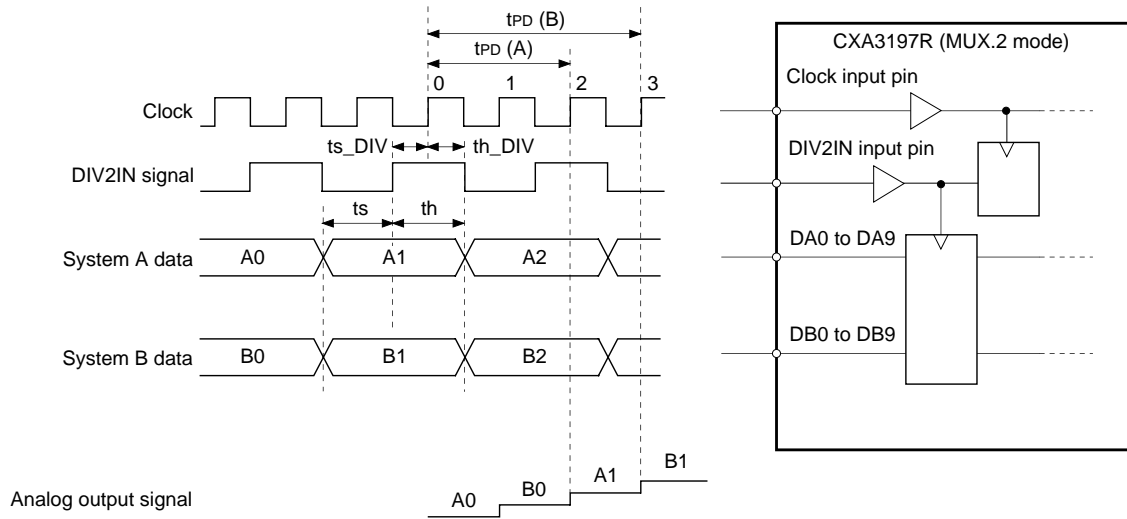 tPD (B)
tPD (A)
0 1 2 3
Clock
ts_DIV th_DIV
DIV2IN signal
ts th
System A data A0 A1 A2
System B data B0 B1 B2
Analog output signal A0 B0 A1 B1
CXA3197R (MUX.2 mode)
Clock input pin
DIV2IN input pin
DA0 to DA9
DB0 to DB9